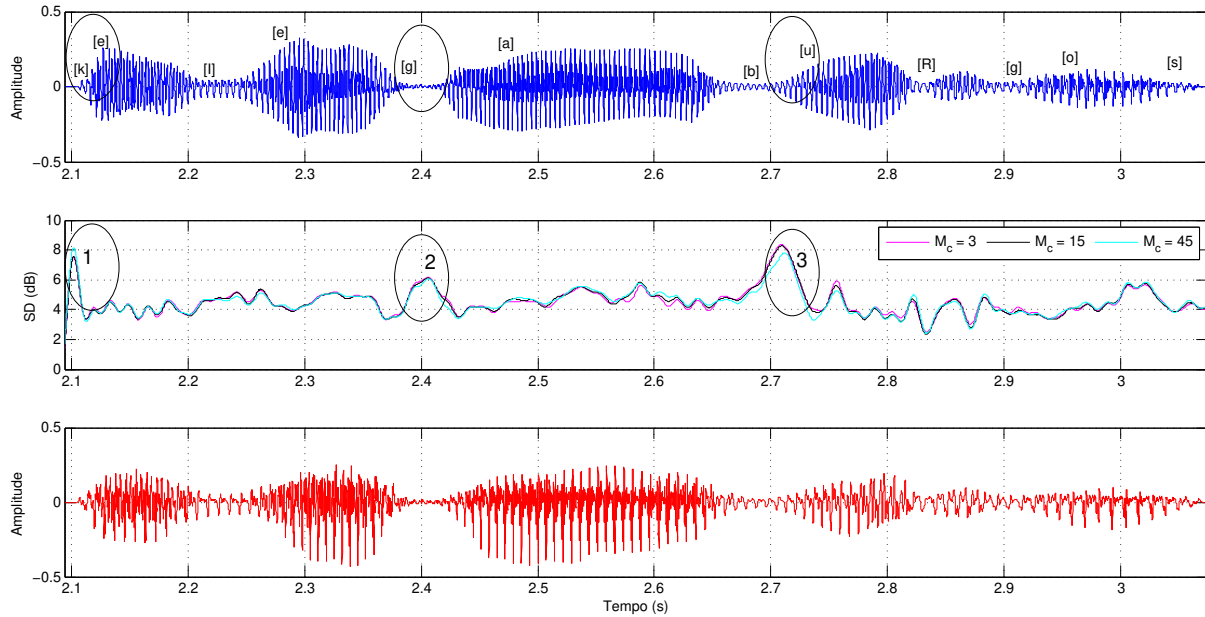 0.5
[e] [e] [a] [u] [o]
[k] [l] [g] [b] [R] [g] [s]
Amplitude
0
−0.5
2.1 2.2 2.3 2.4 2.5 2.6 2.7 2.8 2.9 3
10
M_c = 3 M_c = 15 M_c = 45
8
1 2 3
6
SD (dB)
4
2
0
2.1 2.2 2.3 2.4 2.5 2.6 2.7 2.8 2.9 3
0.5
Amplitude
0
−0.5
2.1 2.2 2.3 2.4 2.5 2.6 2.7 2.8 2.9 3
Tempo (s)